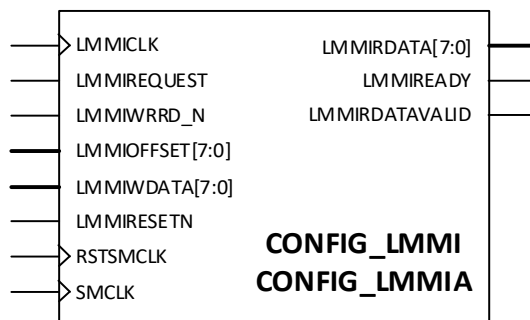 LMMICLK
LMMIREQUEST
LMMIWRRD_N
LMMIOFFSET[7:0]
LMMIWDATA[7:0]
LMMIRESETN
RSTSMCLK
SMCLK
LMMIRDATA[7:0]
LMMIREADY
LMMIRDATAVALID
CONFIG_LMMI
CONFIG_LMMIA